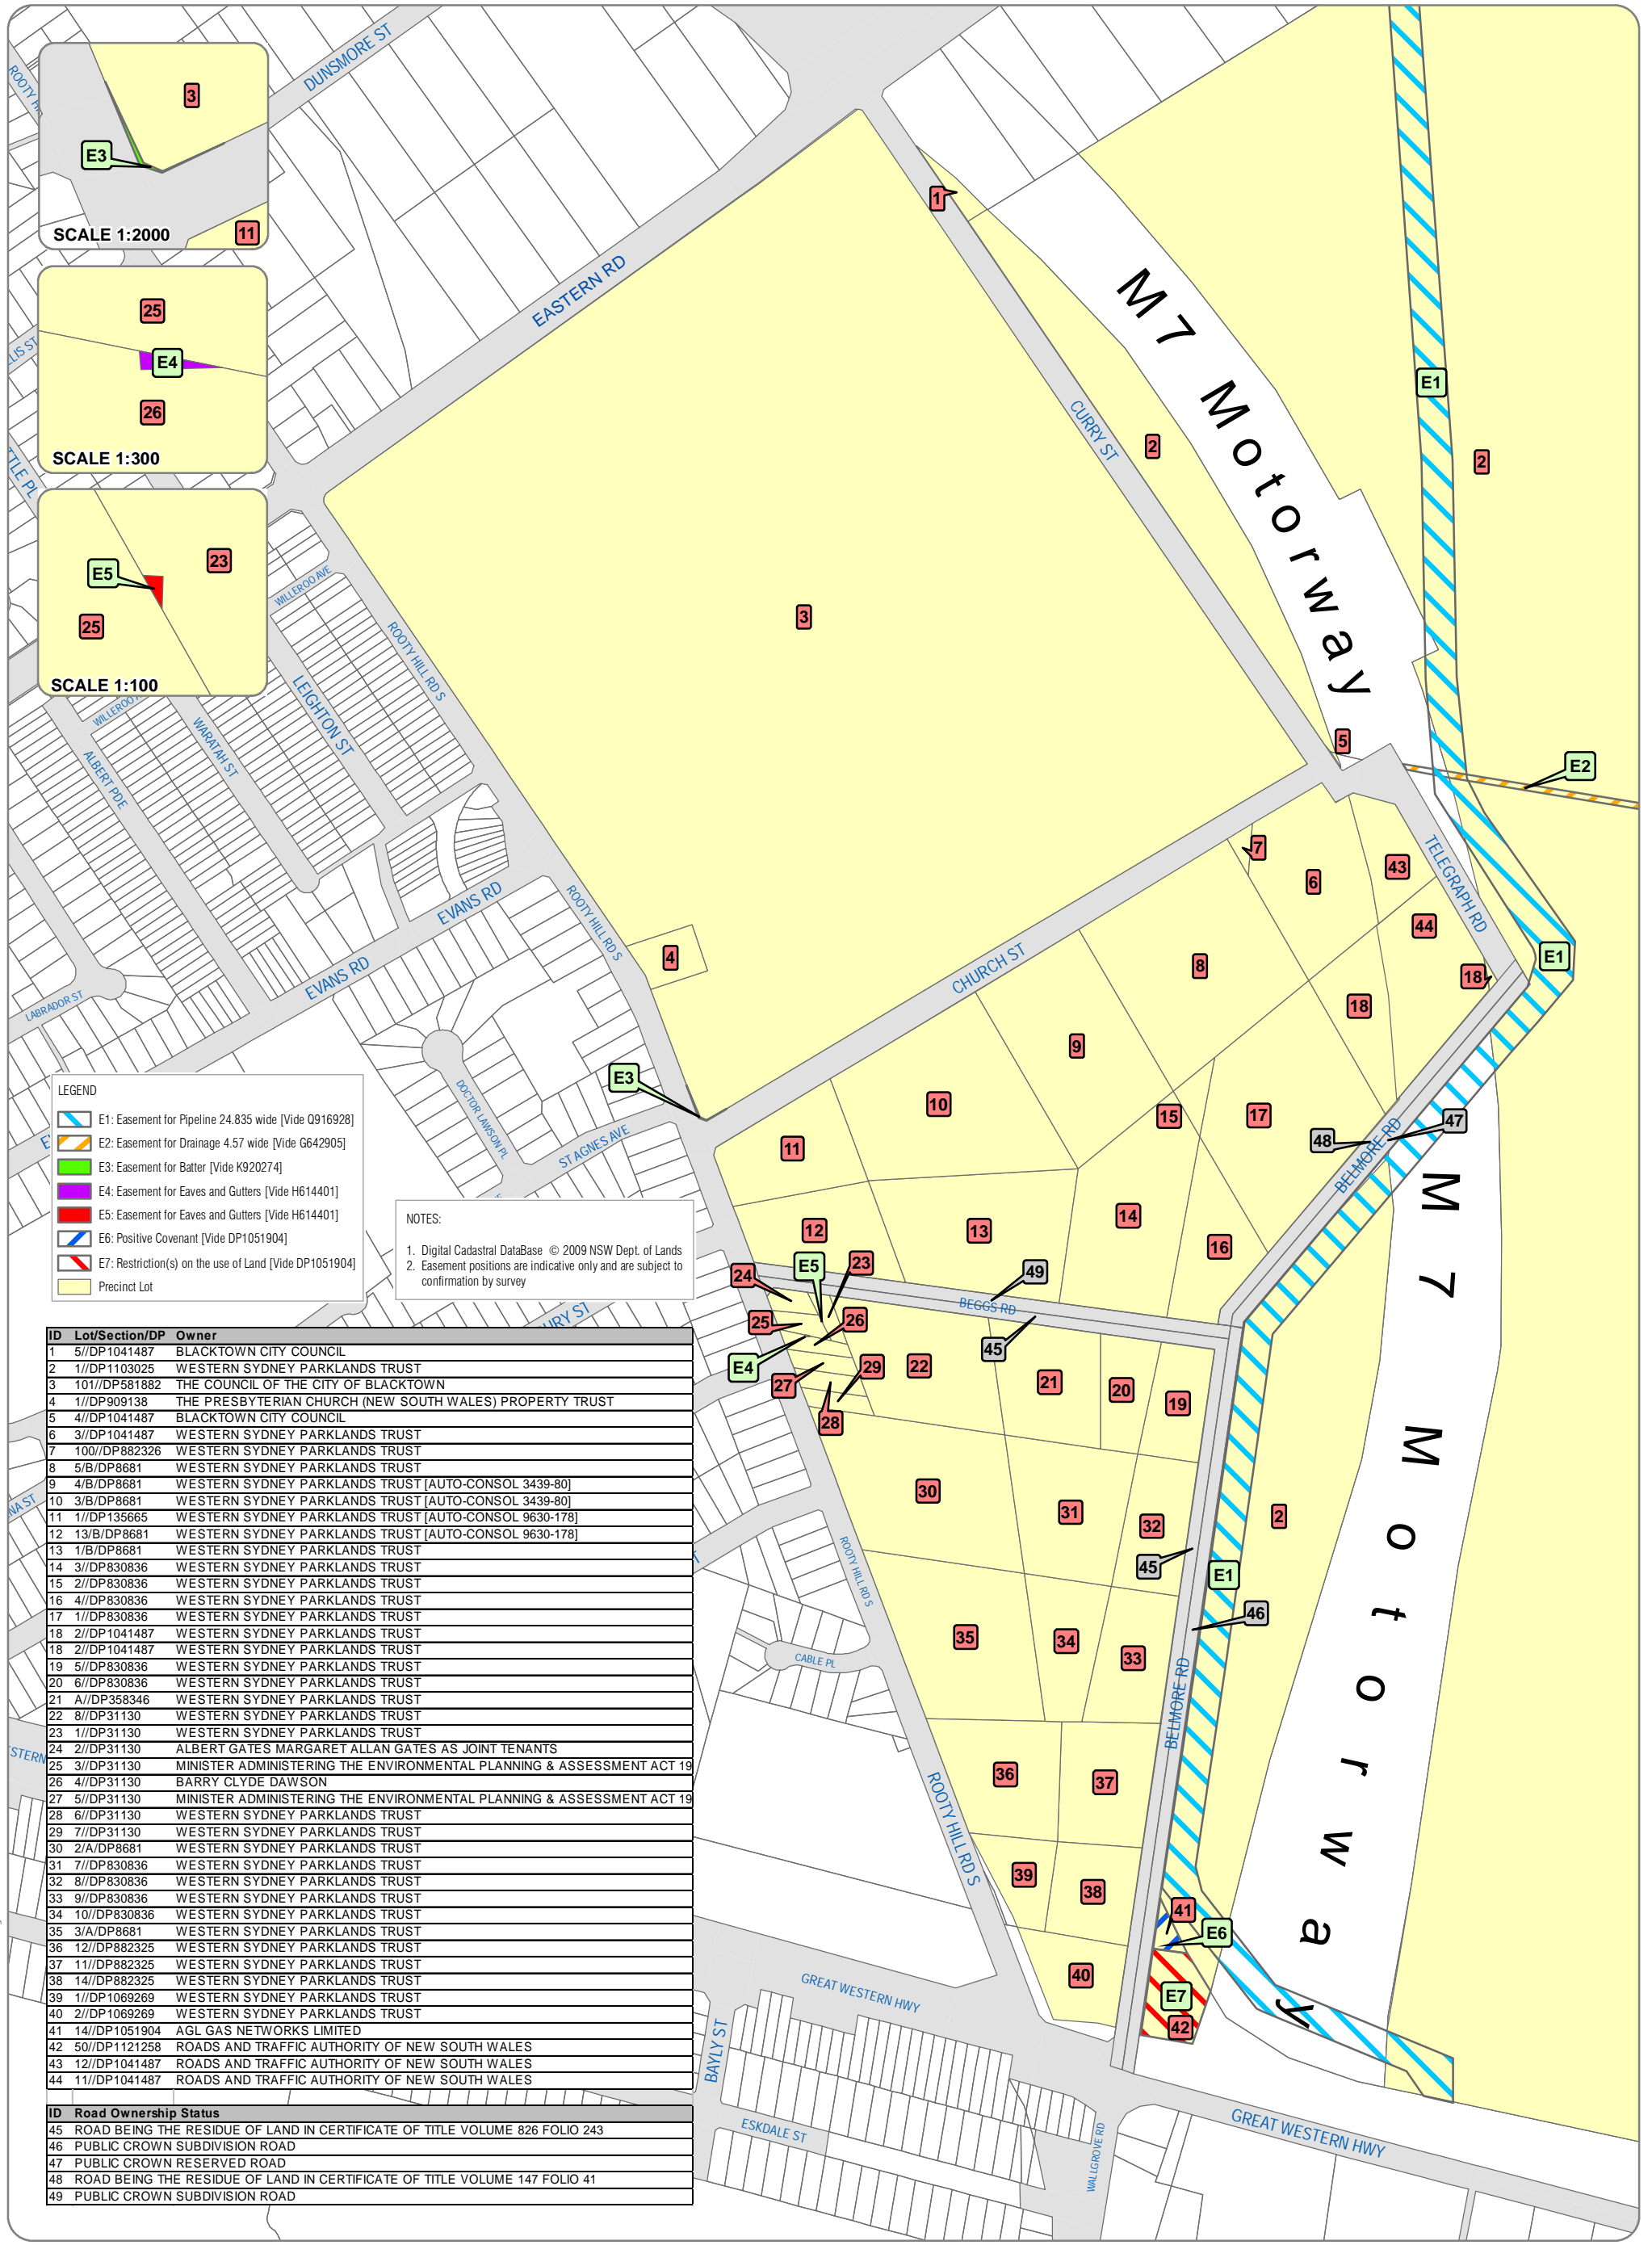 DUNSMORE ST
3
E3
11
SCALE 1:2000
25
E4
26
SCALE 1:300
23
E5
25
SCALE 1:100
EASTERN RD
1
M7 Motorway
CURRY ST
2
E1
2
3
5
E2
WILLEROO AVE
ROOTY HILL RD S
LEIGHTON ST
WARATAH ST
ALBERT PDE
EVANS RD
ROOTY HILL RD S
EVANS RD
LABRADOR ST
DOCTOR LAWSON PL
ST AGNES AVE
4
CHURCH ST
TELEGRAPH RD
7
6
43
44
8
18
E1
18
9
E3
10
15
17
48
47
BELMORE RD
11
M7 Motorway
14
12
13
16
24
E5
23
49
BEGGS RD
25
26
45
E4
27
29
22
21
20
19
28
30
31
32
2
45
E1
46
ROOTY HILL RD S
35
34
33
CABLE PL
BELMORE RD
36
37
ROOTY HILL RD S
39
38
41
E6
40
E7
42
GREAT WESTERN HWY
BAYLY ST
ESKDALE ST
WALLGROVE RD
GREAT WESTERN HWY
LEGEND
E1: Easement for Pipeline 24.835 wide [Vide Q916928]
E2: Easement for Drainage 4.57 wide [Vide G642905]
E3: Easement for Batter [Vide K920274]
E4: Easement for Eaves and Gutters [Vide H614401]
E5: Easement for Eaves and Gutters [Vide H614401]
E6: Positive Covenant [Vide DP1051904]
E7: Restriction(s) on the use of Land [Vide DP1051904]
Precinct Lot
NOTES:
1. Digital Cadastral DataBase © 2009 NSW Dept. of Lands
2. Easement positions are indicative only and are subject to
confirmation by survey
ID Lot/Section/DP Owner
1 5//DP1041487 BLACKTOWN CITY COUNCIL
2 1//DP1103025 WESTERN SYDNEY PARKLANDS TRUST
3 101//DP581882 THE COUNCIL OF THE CITY OF BLACKTOWN
4 1//DP909138 THE PRESBYTERIAN CHURCH (NEW SOUTH WALES) PROPERTY TRUST
5 4//DP1041487 BLACKTOWN CITY COUNCIL
6 3//DP1041487 WESTERN SYDNEY PARKLANDS TRUST
7 100//DP882326 WESTERN SYDNEY PARKLANDS TRUST
8 5/B/DP8681 WESTERN SYDNEY PARKLANDS TRUST
9 4/B/DP8681 WESTERN SYDNEY PARKLANDS TRUST [AUTO-CONSOL 3439-80]
10 3/B/DP8681 WESTERN SYDNEY PARKLANDS TRUST [AUTO-CONSOL 3439-80]
11 1//DP135665 WESTERN SYDNEY PARKLANDS TRUST [AUTO-CONSOL 9630-178]
12 13/B/DP8681 WESTERN SYDNEY PARKLANDS TRUST [AUTO-CONSOL 9630-178]
13 1/B/DP8681 WESTERN SYDNEY PARKLANDS TRUST
14 3//DP830836 WESTERN SYDNEY PARKLANDS TRUST
15 2//DP830836 WESTERN SYDNEY PARKLANDS TRUST
16 4//DP830836 WESTERN SYDNEY PARKLANDS TRUST
17 1//DP830836 WESTERN SYDNEY PARKLANDS TRUST
18 2//DP1041487 WESTERN SYDNEY PARKLANDS TRUST
18 2//DP1041487 WESTERN SYDNEY PARKLANDS TRUST
19 5//DP830836 WESTERN SYDNEY PARKLANDS TRUST
20 6//DP830836 WESTERN SYDNEY PARKLANDS TRUST
21 A//DP358346 WESTERN SYDNEY PARKLANDS TRUST
22 8//DP31130 WESTERN SYDNEY PARKLANDS TRUST
23 1//DP31130 WESTERN SYDNEY PARKLANDS TRUST
24 2//DP31130 ALBERT GATES MARGARET ALLAN GATES AS JOINT TENANTS
25 3//DP31130 MINISTER ADMINISTERING THE ENVIRONMENTAL PLANNING & ASSESSMENT ACT 19
26 4//DP31130 BARRY CLYDE DAWSON
27 5//DP31130 MINISTER ADMINISTERING THE ENVIRONMENTAL PLANNING & ASSESSMENT ACT 19
28 6//DP31130 WESTERN SYDNEY PARKLANDS TRUST
29 7//DP31130 WESTERN SYDNEY PARKLANDS TRUST
30 2/A/DP8681 WESTERN SYDNEY PARKLANDS TRUST
31 7//DP830836 WESTERN SYDNEY PARKLANDS TRUST
32 8//DP830836 WESTERN SYDNEY PARKLANDS TRUST
33 9//DP830836 WESTERN SYDNEY PARKLANDS TRUST
34 10//DP830836 WESTERN SYDNEY PARKLANDS TRUST
35 3/A/DP8681 WESTERN SYDNEY PARKLANDS TRUST
36 12//DP882325 WESTERN SYDNEY PARKLANDS TRUST
37 11//DP882325 WESTERN SYDNEY PARKLANDS TRUST
38 14//DP882325 WESTERN SYDNEY PARKLANDS TRUST
39 1//DP1069269 WESTERN SYDNEY PARKLANDS TRUST
40 2//DP1069269 WESTERN SYDNEY PARKLANDS TRUST
41 14//DP1051904 AGL GAS NETWORKS LIMITED
42 50//DP1121258 ROADS AND TRAFFIC AUTHORITY OF NEW SOUTH WALES
43 12//DP1041487 ROADS AND TRAFFIC AUTHORITY OF NEW SOUTH WALES
44 11//DP1041487 ROADS AND TRAFFIC AUTHORITY OF NEW SOUTH WALES
ID Road Ownership Status
45 ROAD BEING THE RESIDUE OF LAND IN CERTIFICATE OF TITLE VOLUME 826 FOLIO 243
46 PUBLIC CROWN SUBDIVISION ROAD
47 PUBLIC CROWN RESERVED ROAD
48 ROAD BEING THE RESIDUE OF LAND IN CERTIFICATE OF TITLE VOLUME 147 FOLIO 41
49 PUBLIC CROWN SUBDIVISION ROAD